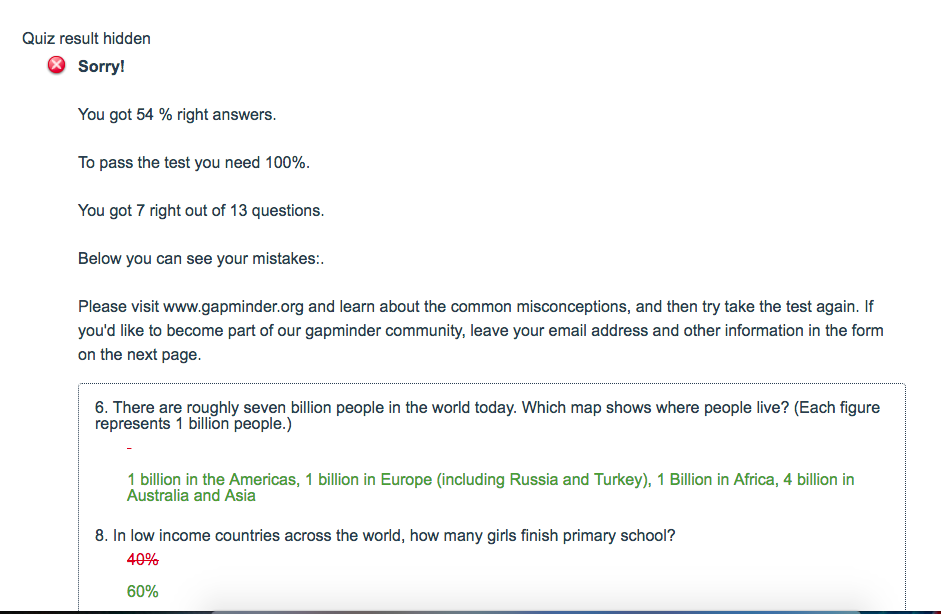 Quiz result hidden
Sorry!
You got 54 % right answers.
To pass the test you need 100%.
You got 7 right out of 13 questions.
Below you can see your mistakes:.
Please visit www.gapminder.org and learn about the common misconceptions, and then try take the test again. If
you'd like to become part of our gapminder community, leave your email address and other information in the form
on the next page.
6. There are roughly seven billion people in the world today. Which map shows where people live? (Each figure
represents 1 billion people.)
-
1 billion in the Americas, 1 billion in Europe (including Russia and Turkey), 1 Billion in Africa, 4 billion in
Australia and Asia
8. In low income countries across the world, how many girls finish primary school?
40%
60%